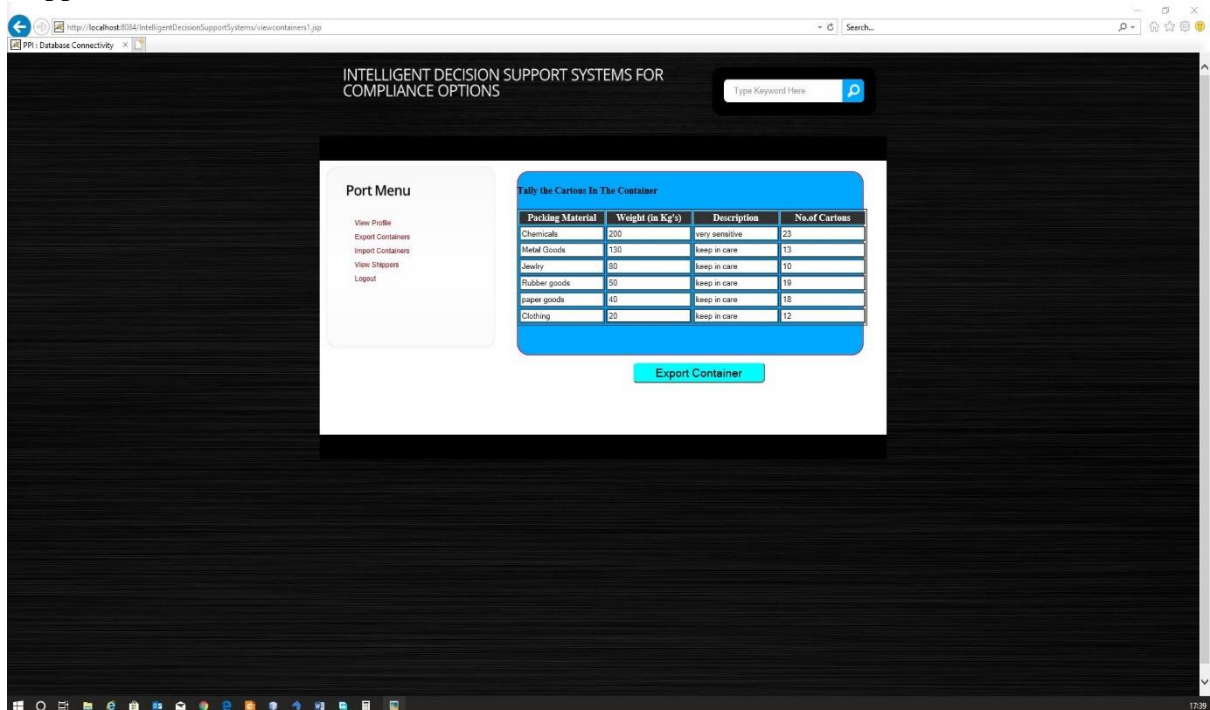 http://localhost:8084/IntelligentDecisionSupportSystems/viewcontainers1.jsp
Search...
PPI : Database Connectivity
INTELLIGENT DECISION SUPPORT SYSTEMS FOR
COMPLIANCE OPTIONS
Type Keyword Here
Port Menu
View Profile
Export Containers
Import Containers
View Shippers
Logout
Tally the Cartons In The Container
Packing Material Weight (in Kg's) Description No.of Cartons
Chemicals 200 very sensitive 23
Metal Goods 130 keep in care 13
Jewlry 80 keep in care 10
Rubber goods 50 keep in care 19
paper goods 40 keep in care 18
Clothing 20 keep in care 12
Export Container
17:39